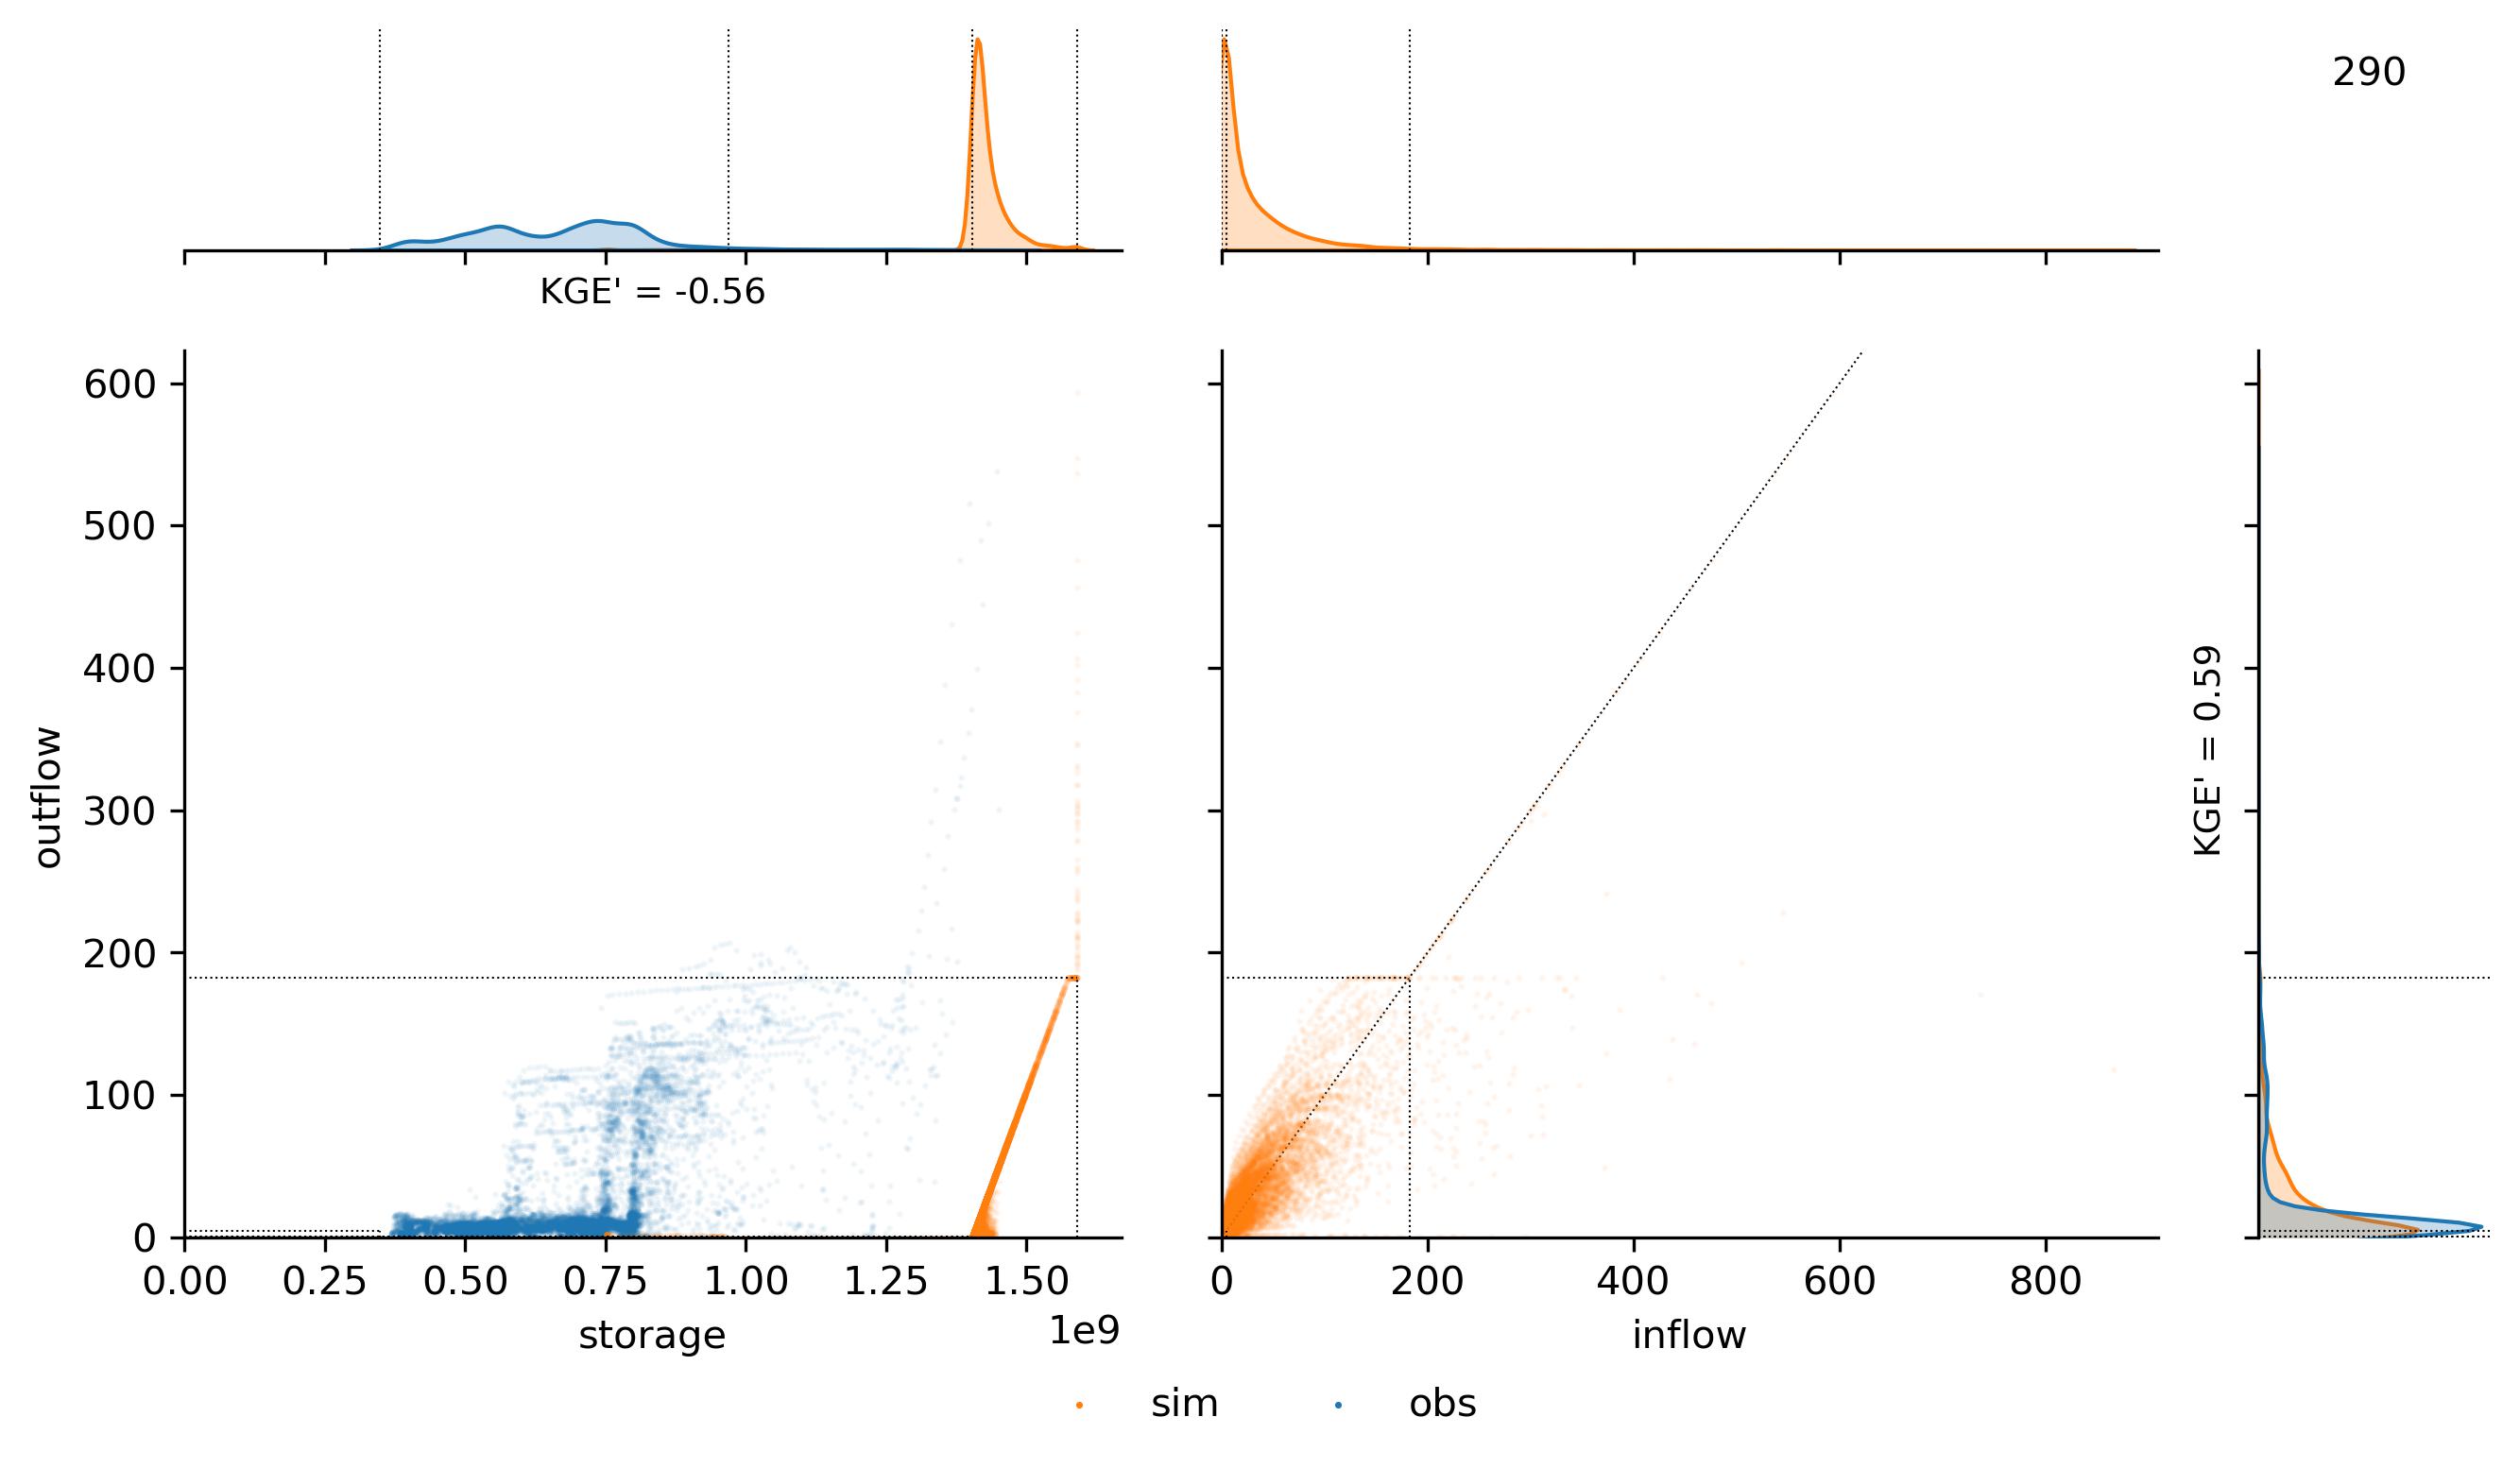 290
KGE' = -0.56
600
500
400
300
200
100
0
outflow
KGE' = 0.59
0.00 0.25 0.50 0.75 1.00 1.25 1.50
1e9
storage
0 200 400 600 800
inflow
sim obs